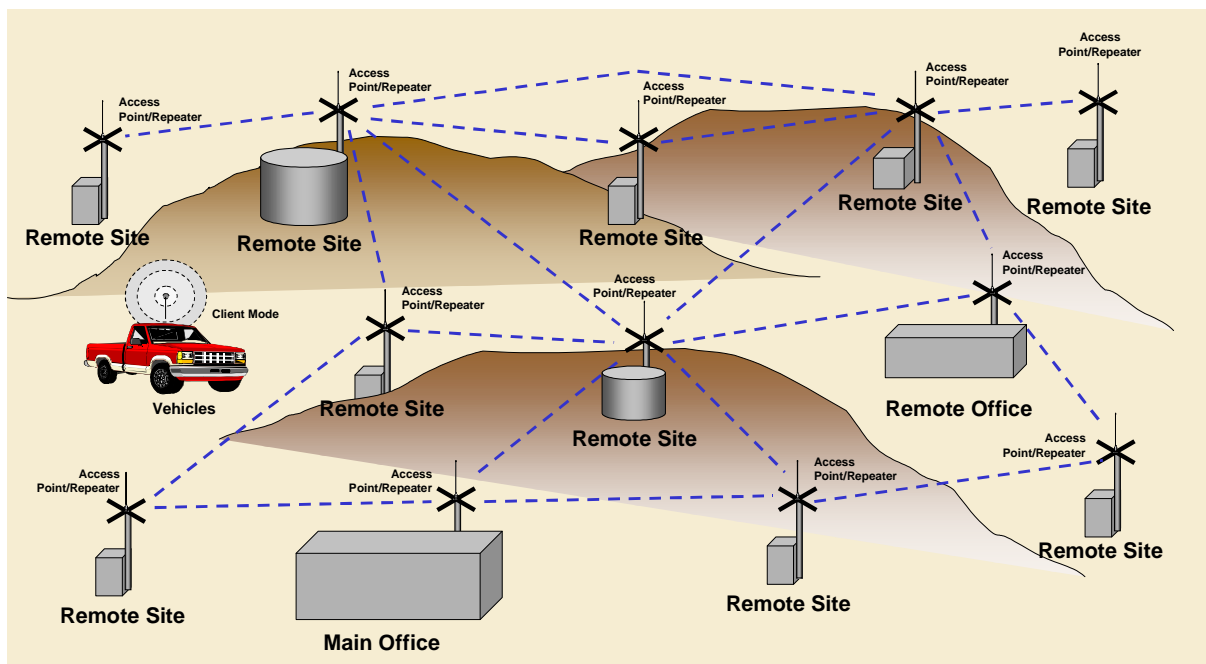 Access
Point/Repeater
Remote Site
Access
Point/Repeater
Remote Site
Access
Point/Repeater
Remote Site
Access
Point/Repeater
Remote Site
Access
Point/Repeater
Remote Site
Client Mode
Vehicles
Access
Point/Repeater
Remote Site
Access
Point/Repeater
Remote Site
Access
Point/Repeater
Remote Office
Access
Point/Repeater
Remote Site
Access
Point/Repeater
Main Office
Access
Point/Repeater
Remote Site
Access
Point/Repeater
Remote Site